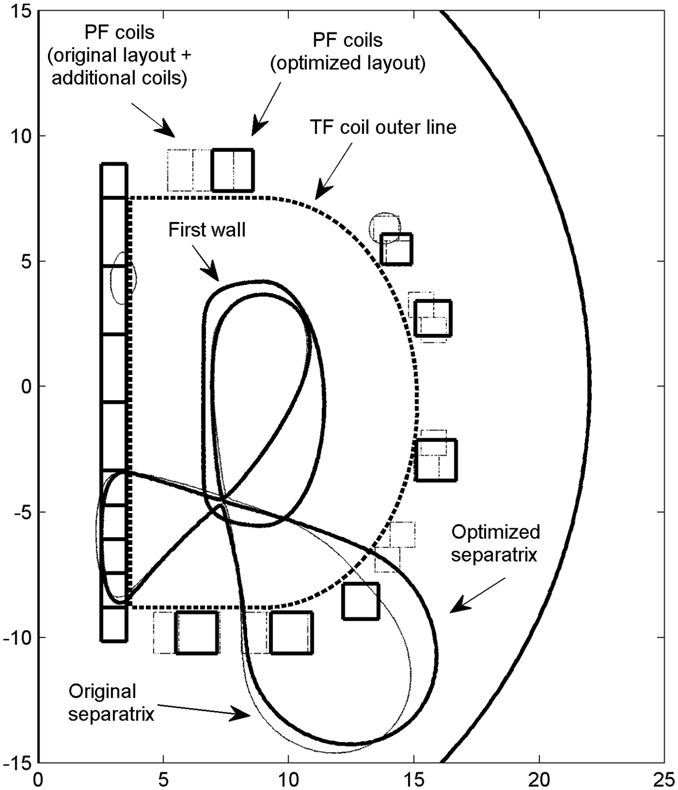 15
PF coils
(original layout +
additional coils)
PF coils
(optimized layout)
10
TF coil outer line
First wall
5
0
-5
Optimized
separatrix
-10
Original
separatrix
-15
0
5
10
15
20
25